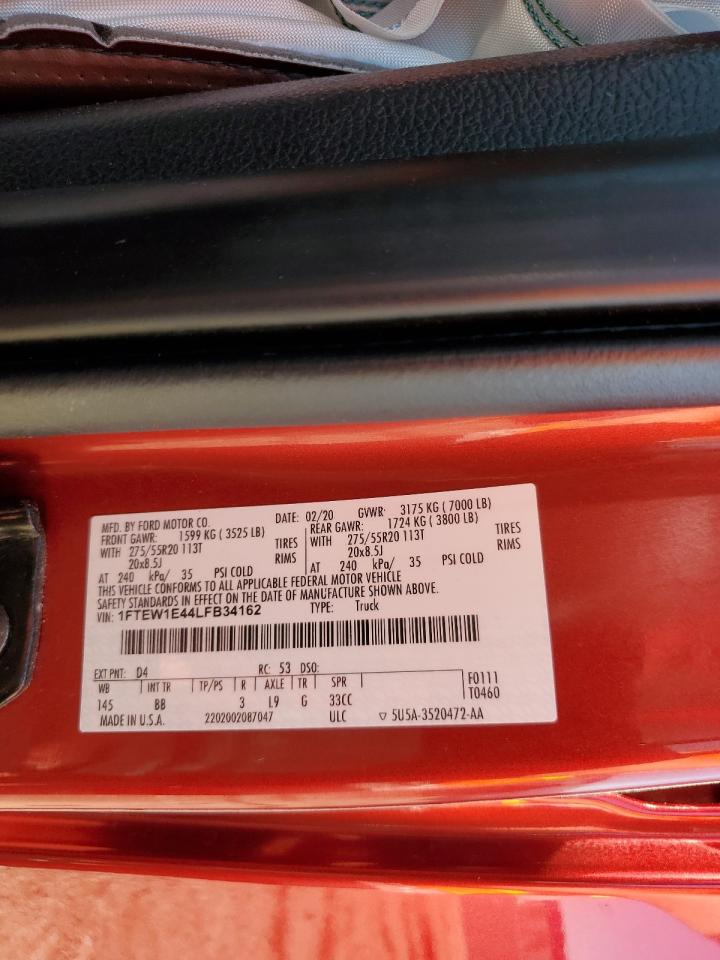 MFD. BY FORD MOTOR CO. DATE: 02/20 GVWR: 3175 KG ( 7000 LB)
FRONT GAWR: 1599 KG ( 3525 LB) REAR GAWR: 1724 KG ( 3800 LB)
WITH 275/55R20 113T TIRES WITH 275/55R20 113T TIRES
20x8.5J RIMS 20x8.5J RIMS
AT 240 kPa/ 35 PSI COLD AT 240 kPa/ 35 PSI COLD
THIS VEHICLE CONFORMS TO ALL APPLICABLE FEDERAL MOTOR VEHICLE
SAFETY STANDARDS IN EFFECT ON THE DATE OF MANUFACTURE SHOWN ABOVE.
VIN: 1FTEW1E44LFB34162 TYPE: Truck
EXT PNT: D4 RC: 53 DSO: F0111
WB INT TR TP/PS R AXLE TR SPR T0460
145 BB 3 L9 G 33CC
MADE IN U.S.A. 2202002087047 ULC ▽ 5U5A-3520472-AA